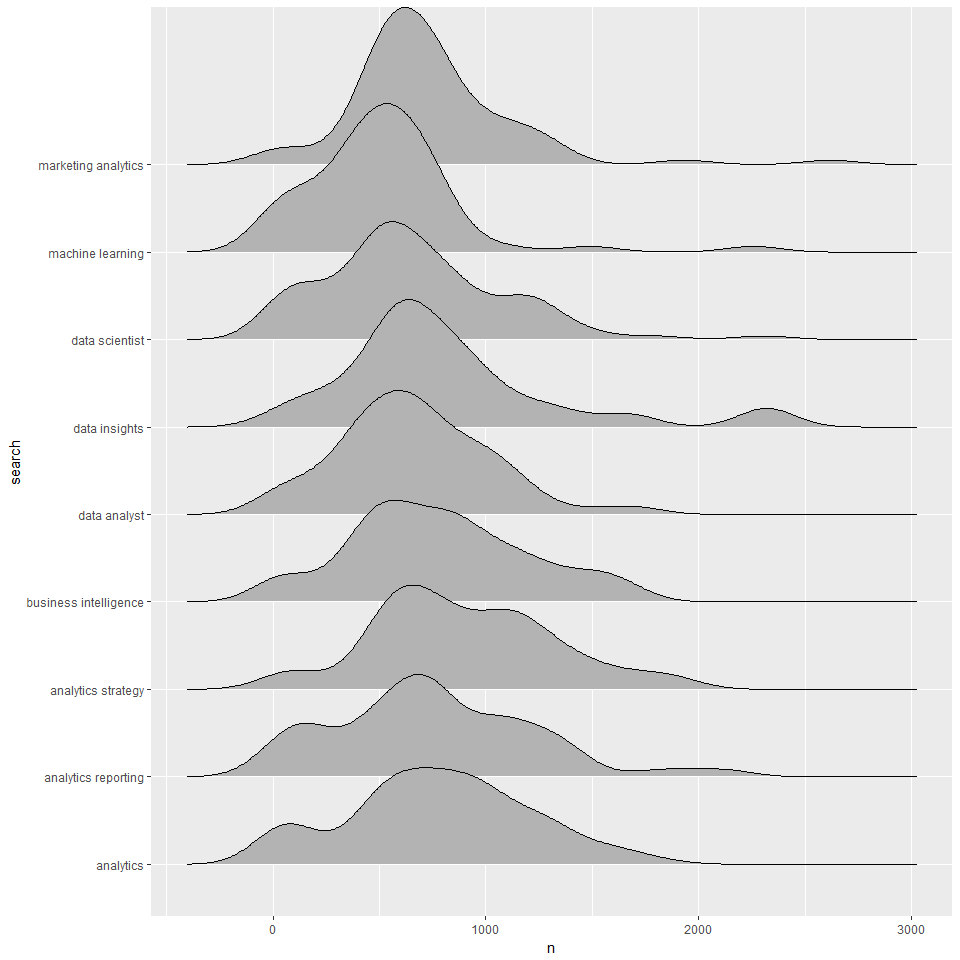 marketing analytics
machine learning
data scientist
data insights
data analyst
business intelligence
analytics strategy
analytics reporting
analytics
search
0 1000 2000 3000
n